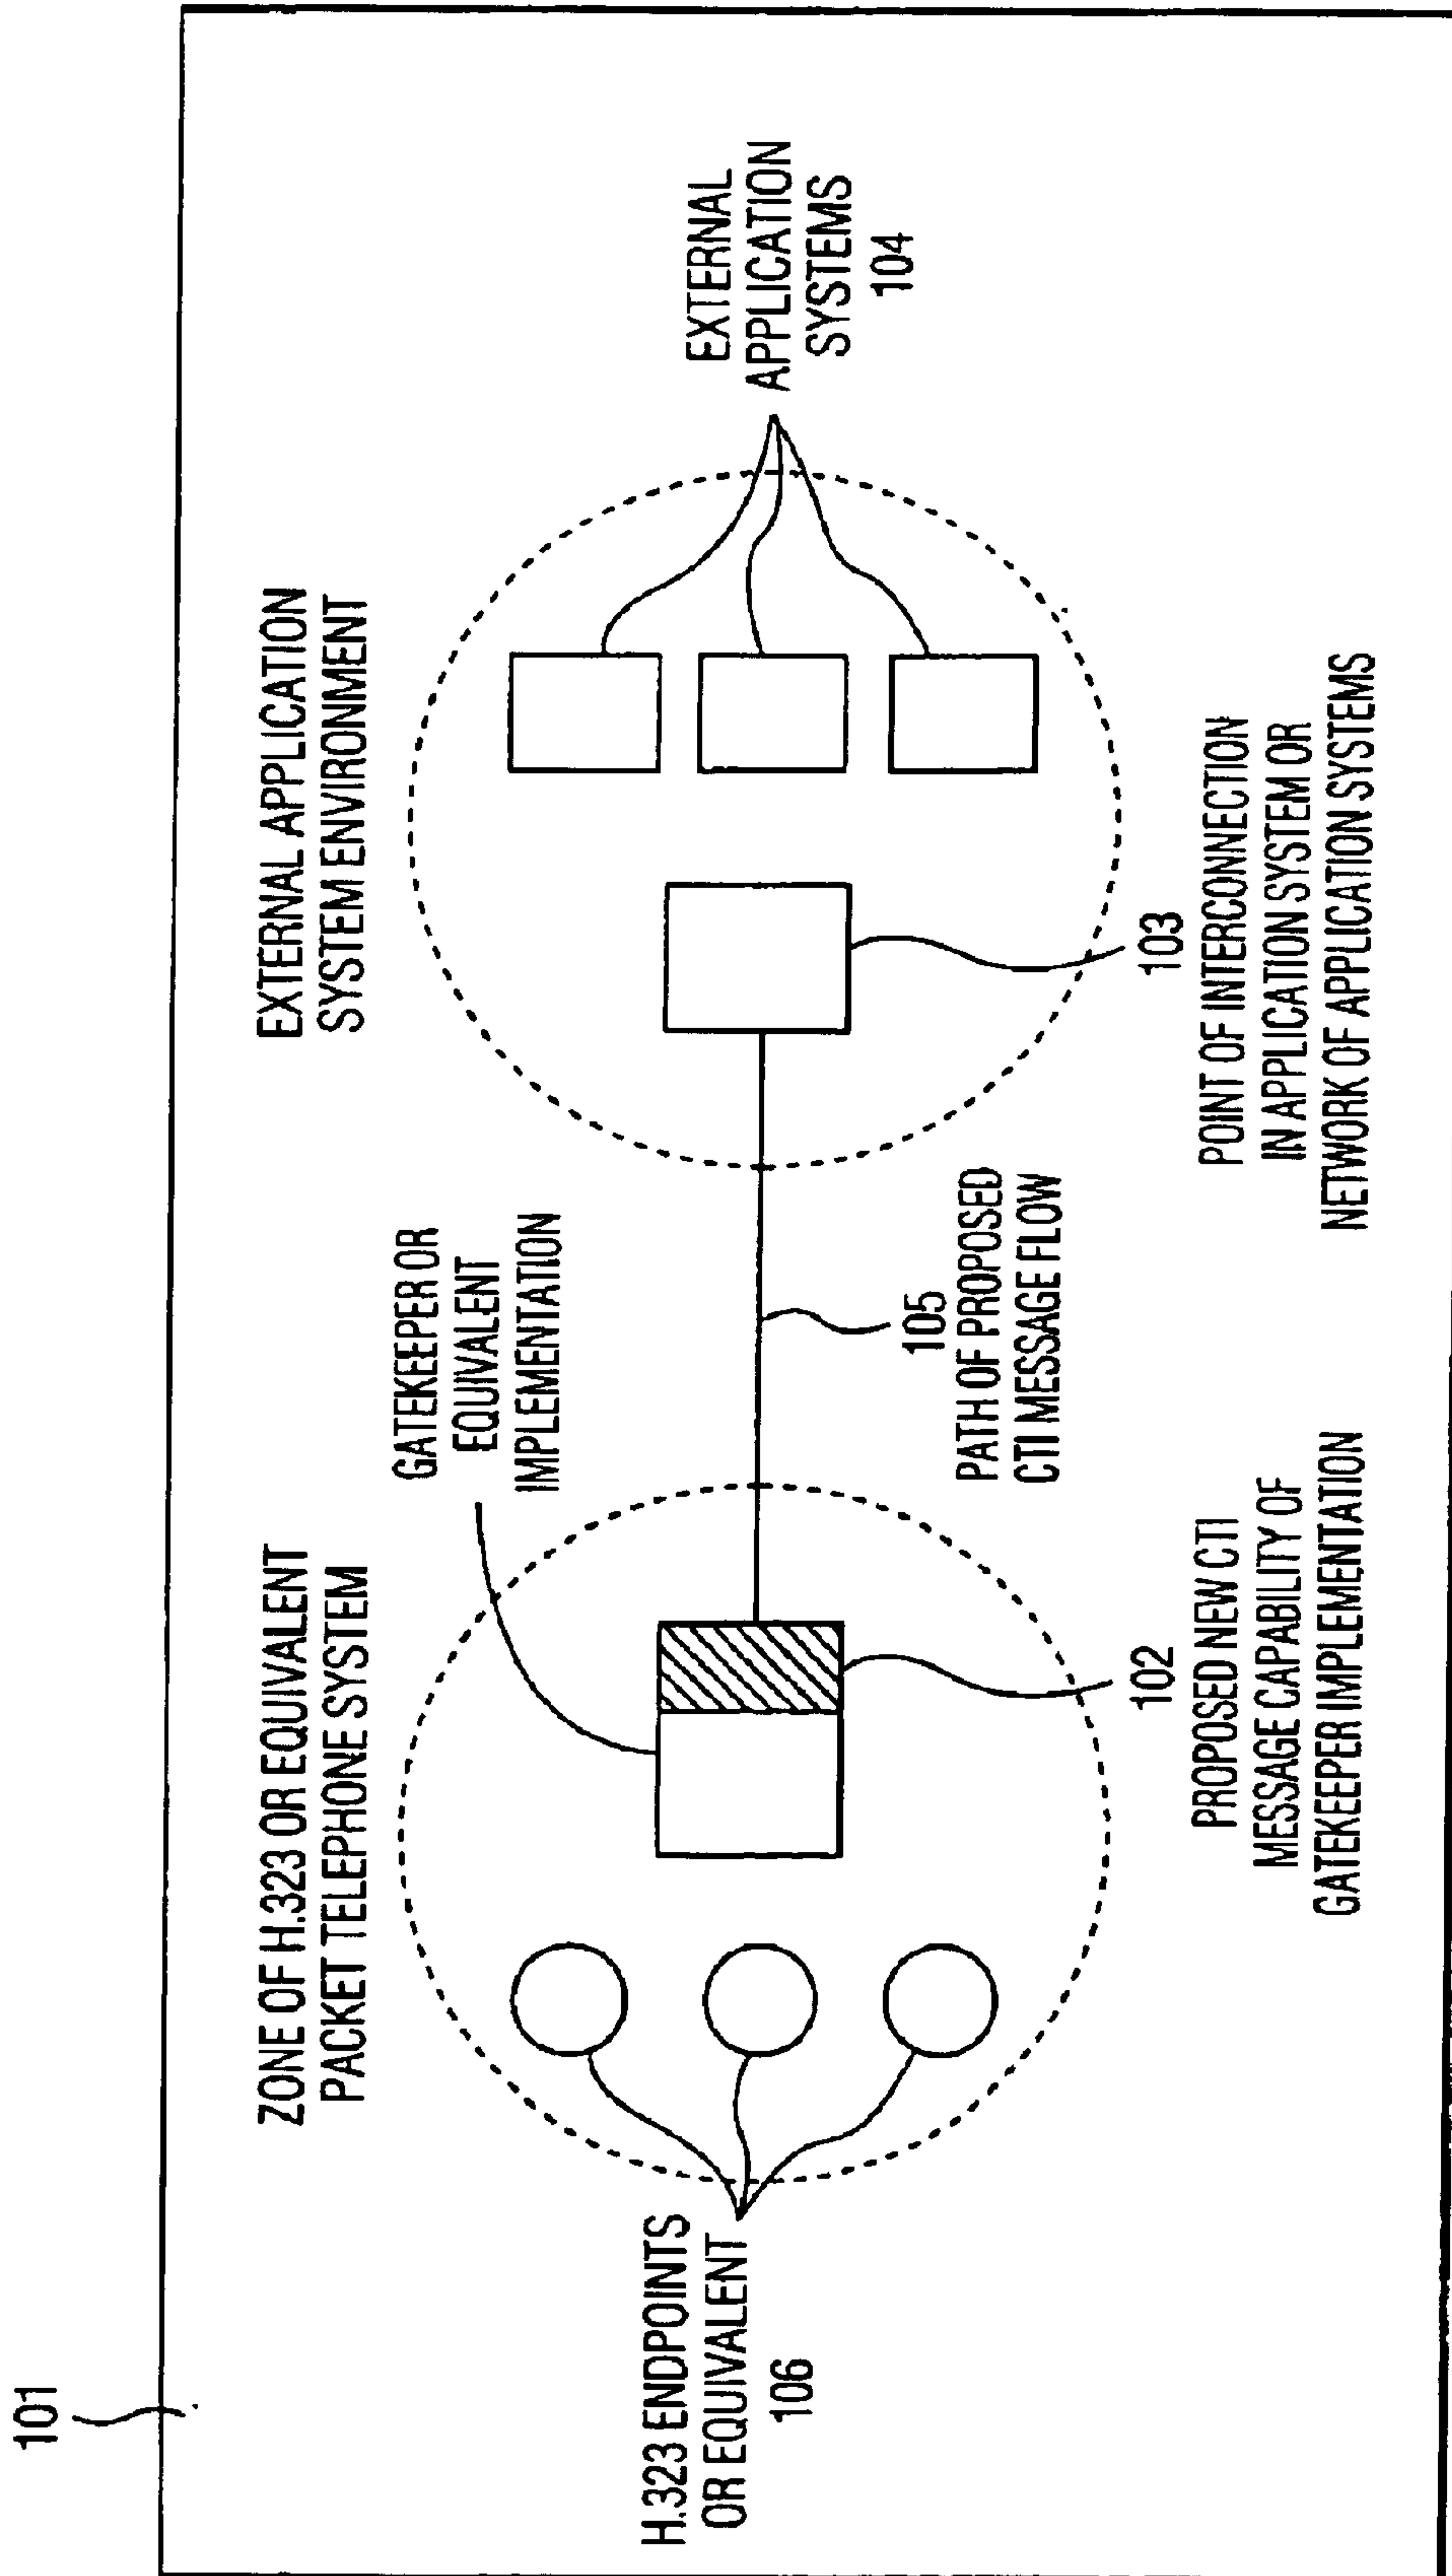 101
ZONE OF H.323 OR EQUIVALENT
PACKET TELEPHONE SYSTEM
EXTERNAL APPLICATION
SYSTEM ENVIRONMENT
GATEKEEPER OR
EQUIVALENT
IMPLEMENTATION
H.323 ENDPOINTS
OR EQUIVALENT
106
EXTERNAL
APPLICATION
SYSTEMS
104
105
PATH OF PROPOSED
CTI MESSAGE FLOW
102
PROPOSED NEW CTI
MESSAGE CAPABILITY OF
GATEKEEPER IMPLEMENTATION
103
POINT OF INTERCONNECTION
IN APPLICATION SYSTEM OR
NETWORK OF APPLICATION SYSTEMS